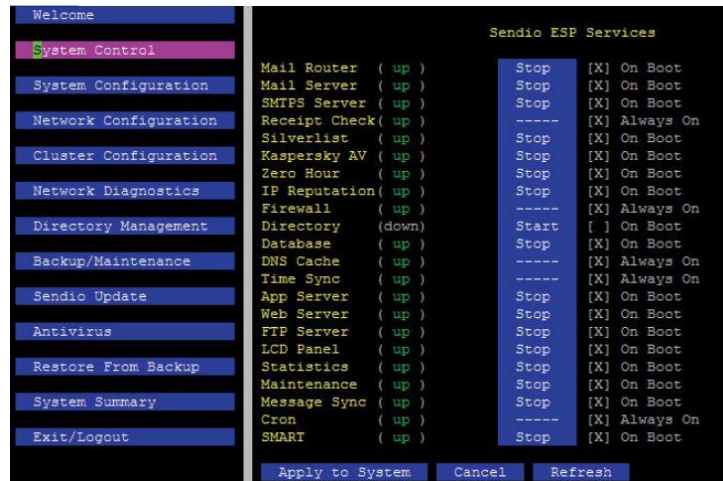 Welcome
System Control
System Configuration
Network Configuration
Cluster Configuration
Network Diagnostics
Directory Management
Backup/Maintenance
Sendio Update
Antivirus
Restore From Backup
System Summary
Exit/Logout
Sendio ESP Services
Mail Router ( up ) Stop [X] On Boot
Mail Server ( up ) Stop [X] On Boot
SMTPS Server ( up ) Stop [X] On Boot
Receipt Check( up ) ----- [X] Always On
Silverlist ( up ) Stop [X] On Boot
Kaspersky AV ( up ) Stop [X] On Boot
Zero Hour ( up ) Stop [X] On Boot
IP Reputation( up ) Stop [X] On Boot
Firewall ( up ) ----- [X] Always On
Directory (down) Start [ ] On Boot
Database ( up ) Stop [X] On Boot
DNS Cache ( up ) ----- [X] Always On
Time Sync ( up ) ----- [X] Always On
App Server ( up ) Stop [X] On Boot
Web Server ( up ) Stop [X] On Boot
FTP Server ( up ) Stop [X] On Boot
LCD Panel ( up ) Stop [X] On Boot
Statistics ( up ) Stop [X] On Boot
Maintenance ( up ) Stop [X] On Boot
Message Sync ( up ) Stop [X] On Boot
Cron ( up ) ----- [X] Always On
SMART ( up ) Stop [X] On Boot
Apply to System Cancel Refresh